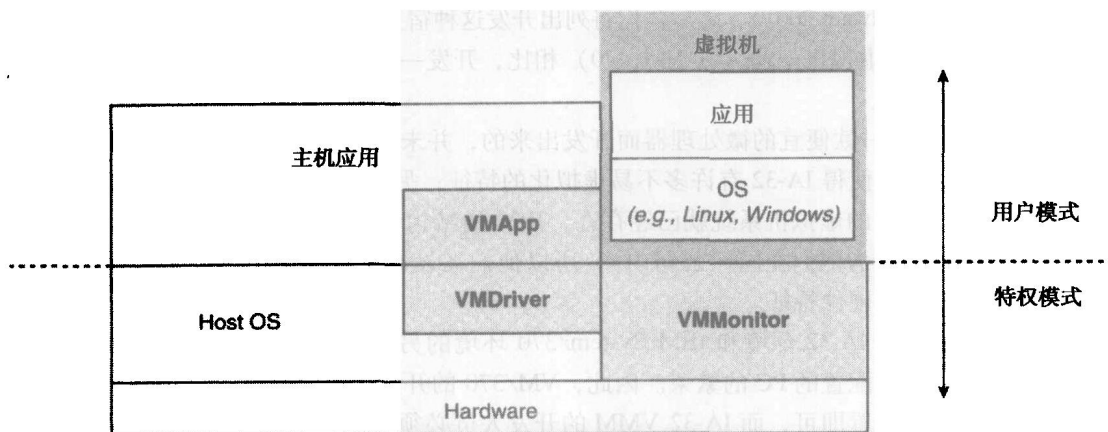 虚拟机
应用
主机应用
OS
(e.g., Linux, Windows)
用户模式
VMApp
VMDriver
特权模式
Host OS
VMMonitor
Hardware